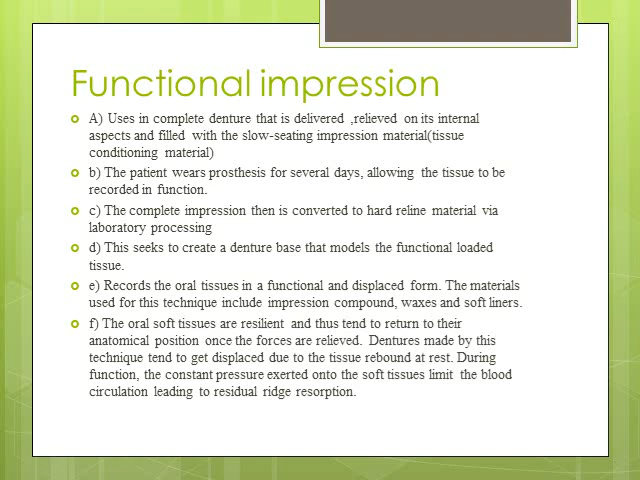 Functional impression
A) Uses in complete denture that is delivered ,relieved on its internal
aspects and filled with the slow-seating impression material(tissue
conditioning material)
b) The patient wears prosthesis for several days, allowing the tissue to be
recorded in function.
c) The complete impression then is converted to hard reline material via
laboratory processing
d) This seeks to create a denture base that models the functional loaded
tissue.
e) Records the oral tissues in a functional and displaced form. The materials
used for this technique include impression compound, waxes and soft liners.
f) The oral soft tissues are resilient and thus tend to return to their
anatomical position once the forces are relieved. Dentures made by this
technique tend to get displaced due to the tissue rebound at rest. During
function, the constant pressure exerted onto the soft tissues limit the blood
circulation leading to residual ridge resorption.